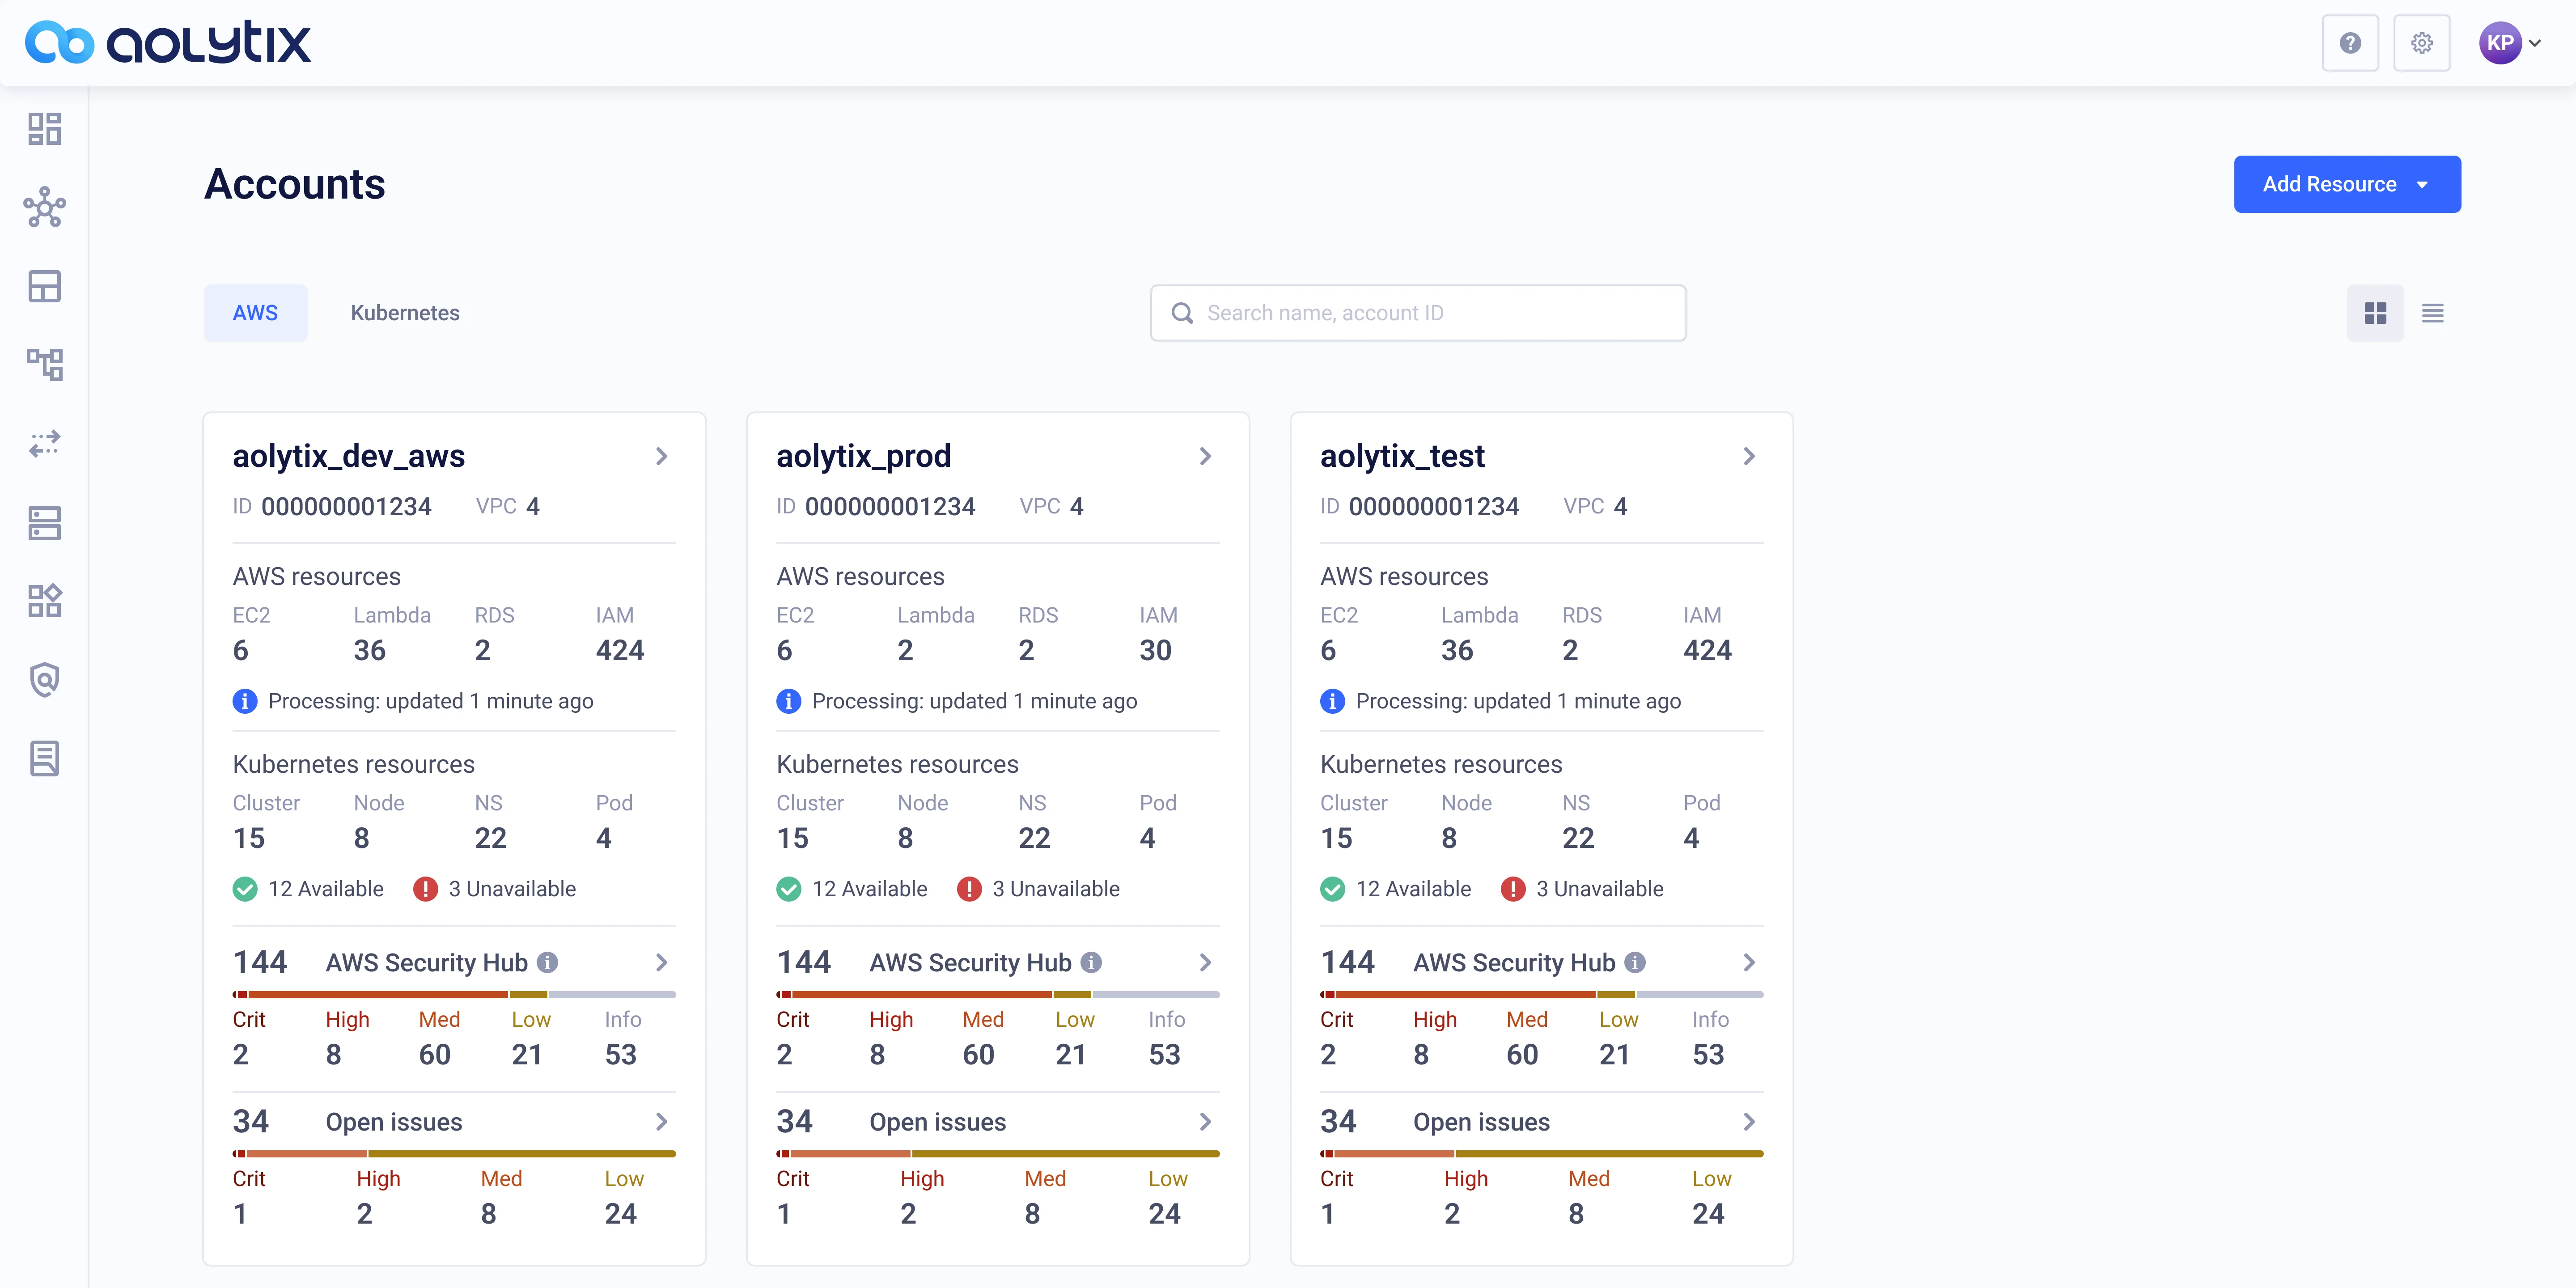 aolytix
KP
Accounts
Add Resource
AWS Kubernetes
Search name, account ID
aolytix_dev_aws
ID 000000001234 VPC 4
AWS resources
EC2 Lambda RDS IAM
6 36 2 424
Processing: updated 1 minute ago
Kubernetes resources
Cluster Node NS Pod
15 8 22 4
12 Available 3 Unavailable
144 AWS Security Hub
Crit High Med Low Info
2 8 60 21 53
34 Open issues
Crit High Med Low
1 2 8 24
aolytix_prod
ID 000000001234 VPC 4
AWS resources
EC2 Lambda RDS IAM
6 2 2 30
Processing: updated 1 minute ago
Kubernetes resources
Cluster Node NS Pod
15 8 22 4
12 Available 3 Unavailable
144 AWS Security Hub
Crit High Med Low Info
2 8 60 21 53
34 Open issues
Crit High Med Low
1 2 8 24
aolytix_test
ID 000000001234 VPC 4
AWS resources
EC2 Lambda RDS IAM
6 36 2 424
Processing: updated 1 minute ago
Kubernetes resources
Cluster Node NS Pod
15 8 22 4
12 Available 3 Unavailable
144 AWS Security Hub
Crit High Med Low Info
2 8 60 21 53
34 Open issues
Crit High Med Low
1 2 8 24